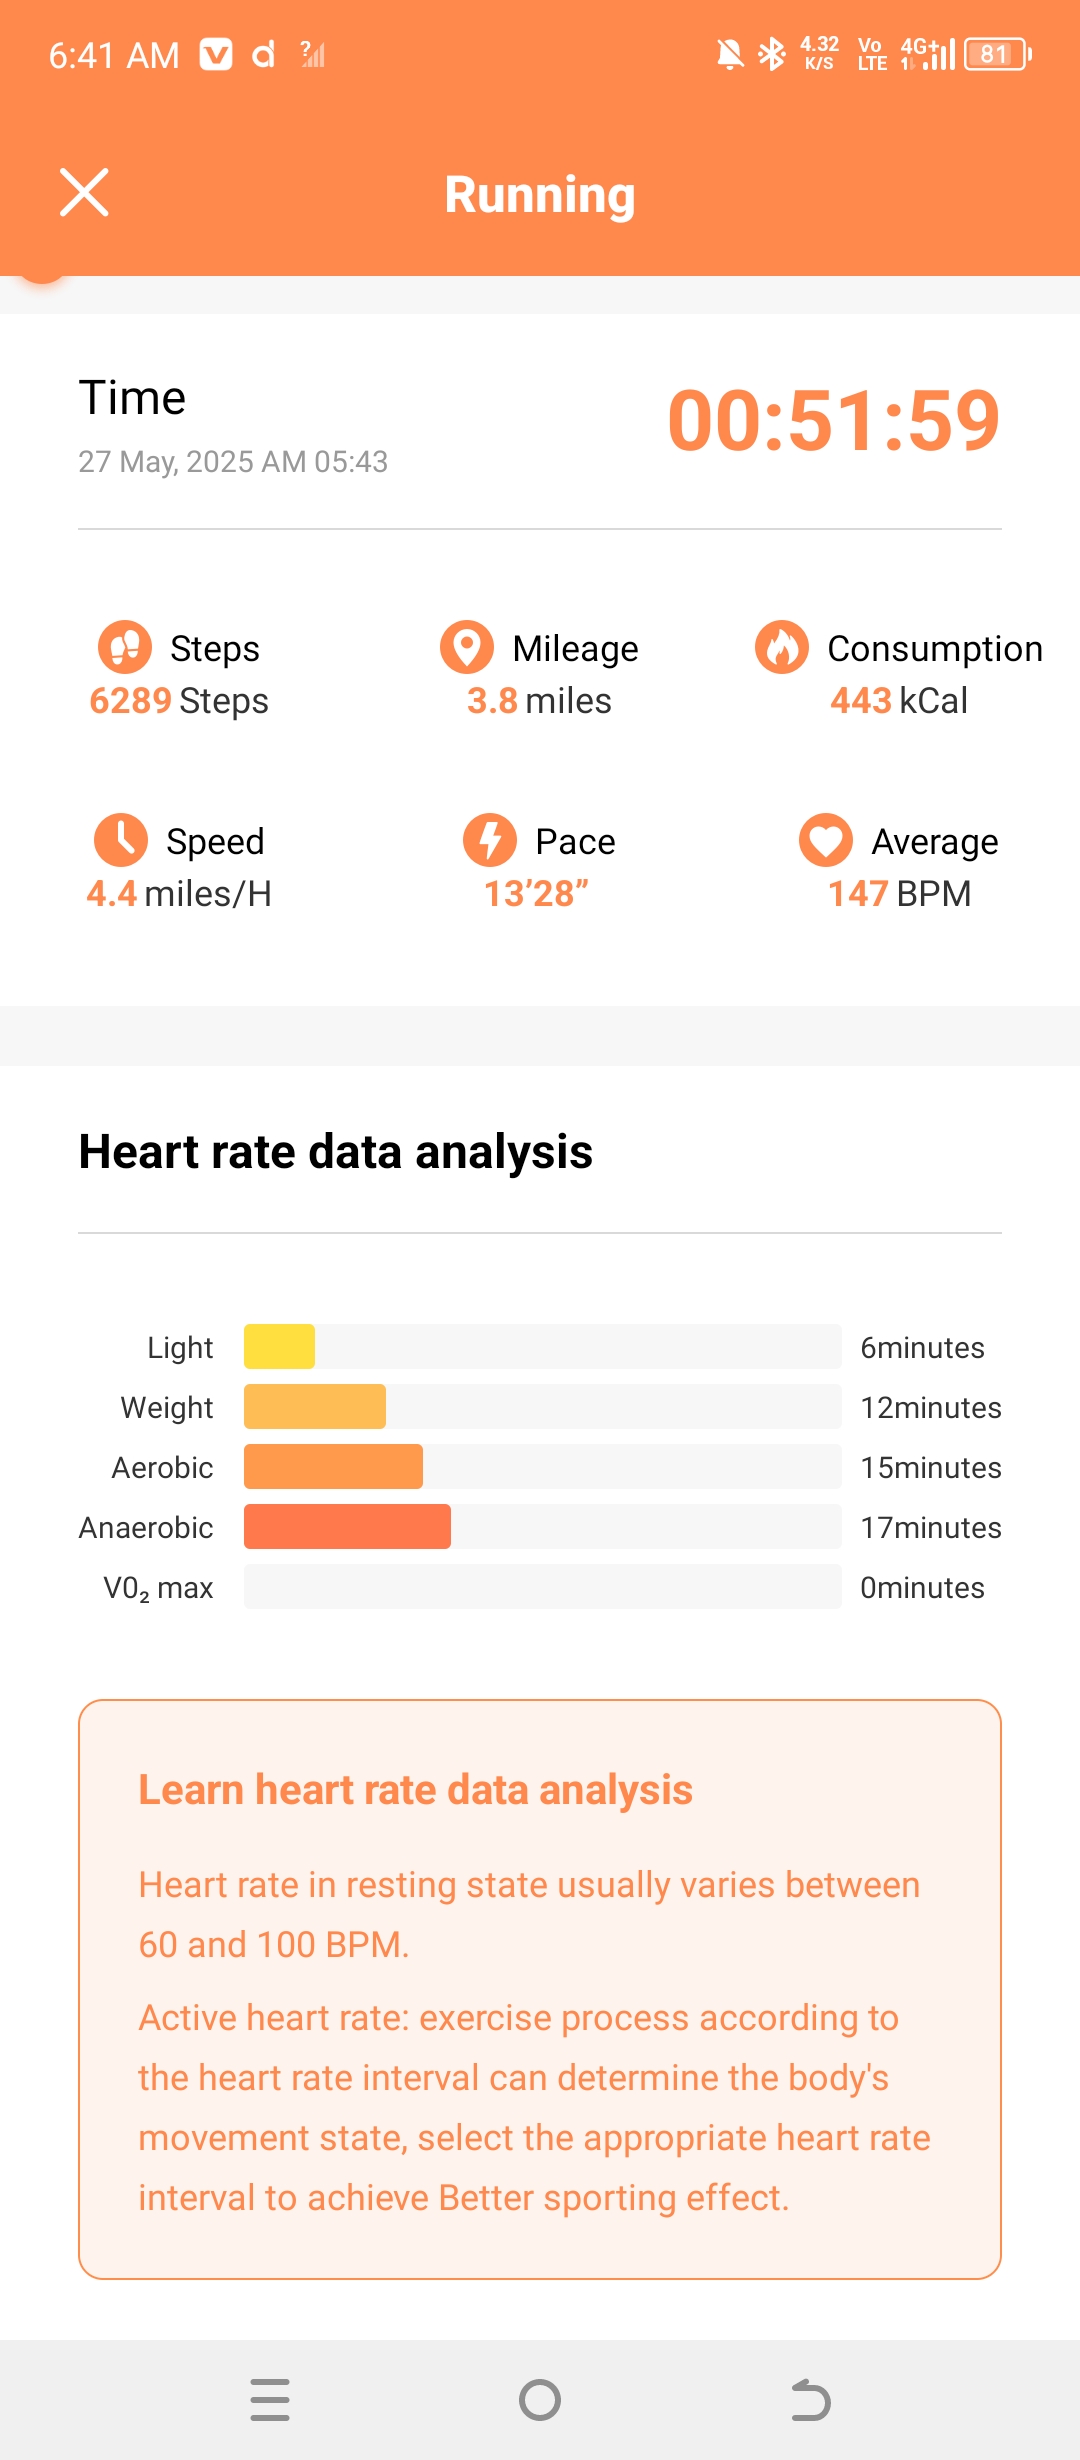 6:41 AM V d ? 4.32 K/S Vo LTE 4G+ 81
Running
Time
00:51:59
27 May, 2025 AM 05:43
Steps Mileage Consumption
6289 Steps 3.8 miles 443 kCal
Speed Pace Average
4.4 miles/H 13’28” 147 BPM
Heart rate data analysis
Light 6minutes
Weight 12minutes
Aerobic 15minutes
Anaerobic 17minutes
V0₂ max 0minutes
Learn heart rate data analysis
Heart rate in resting state usually varies between
60 and 100 BPM.
Active heart rate: exercise process according to
the heart rate interval can determine the body's
movement state, select the appropriate heart rate
interval to achieve Better sporting effect.